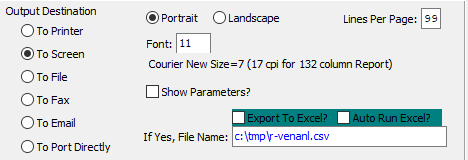 Output Destination
To Printer
To Screen
To File
To Fax
To Email
To Port Directly
Portrait Landscape Lines Per Page: 99
Font: 11
Courier New Size=7 (17 cpi for 132 column Report)
Show Parameters?
Export To Excel? Auto Run Excel?
If Yes, File Name: c:\tmp\r-venanl.csv